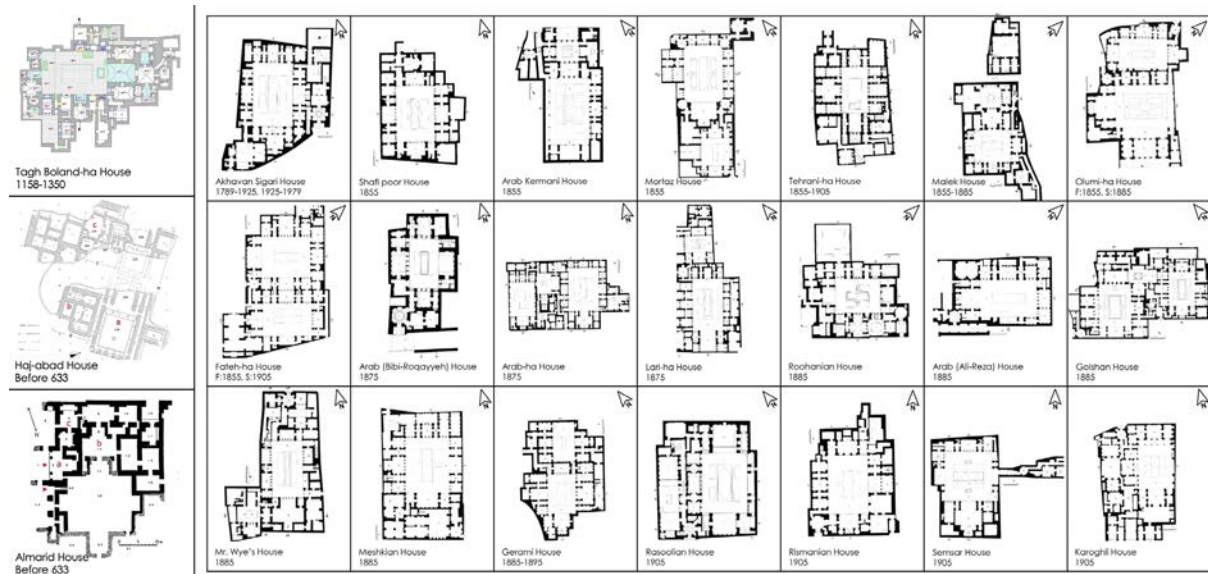 Tagh Boland-ha House
1158-1350
Haj-abad House
Before 633
Almarid House
Before 633
Akhavan Sigari House
1789-1925, 1925-1979
Shafi poor House
1855
Arab Kermani House
1855
Mortaz House
1855
Tehrani-ha House
1855-1905
Malek House
1855-1885
Olumi-ha House
F:1855, S:1885
Fateh-ha House
F:1855, S:1905
Arab (Bibi-Roqayyeh) House
1875
Arab-ha House
1875
Lari-ha House
1875
Roohanian House
1885
Arab (Ali-Reza) House
1885
Golshan House
1885
Mr. Wye's House
1885
Meshkian House
1885
Gerami House
1885-1895
Rasoolian House
1905
Rismanian House
1905
Semsar House
1905
Karoghli House
1905